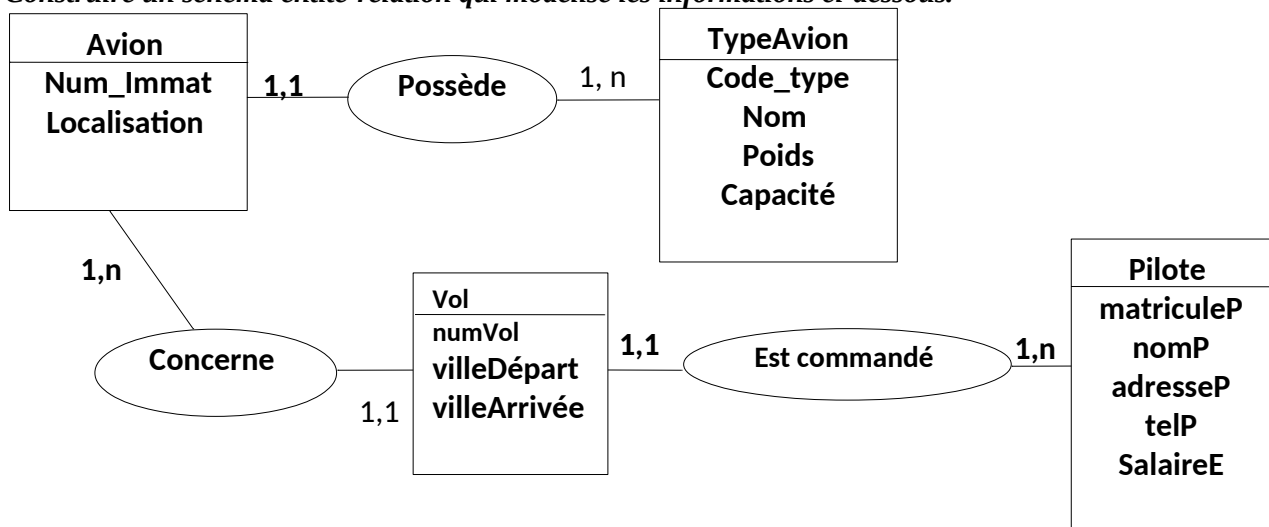 Construire un schéma entité-relation qui modélise les informations ci-dessous.
Avion
Num_Immat
Localisation
1,1
Possède
1, n
TypeAvion
Code_type
Nom
Poids
Capacité
1,n
Concerne
1,1
Vol
numVol
villeDépart
villeArrivée
1,1
Est commandé
1,n
Pilote
matriculeP
nomP
adresseP
telP
SalaireE